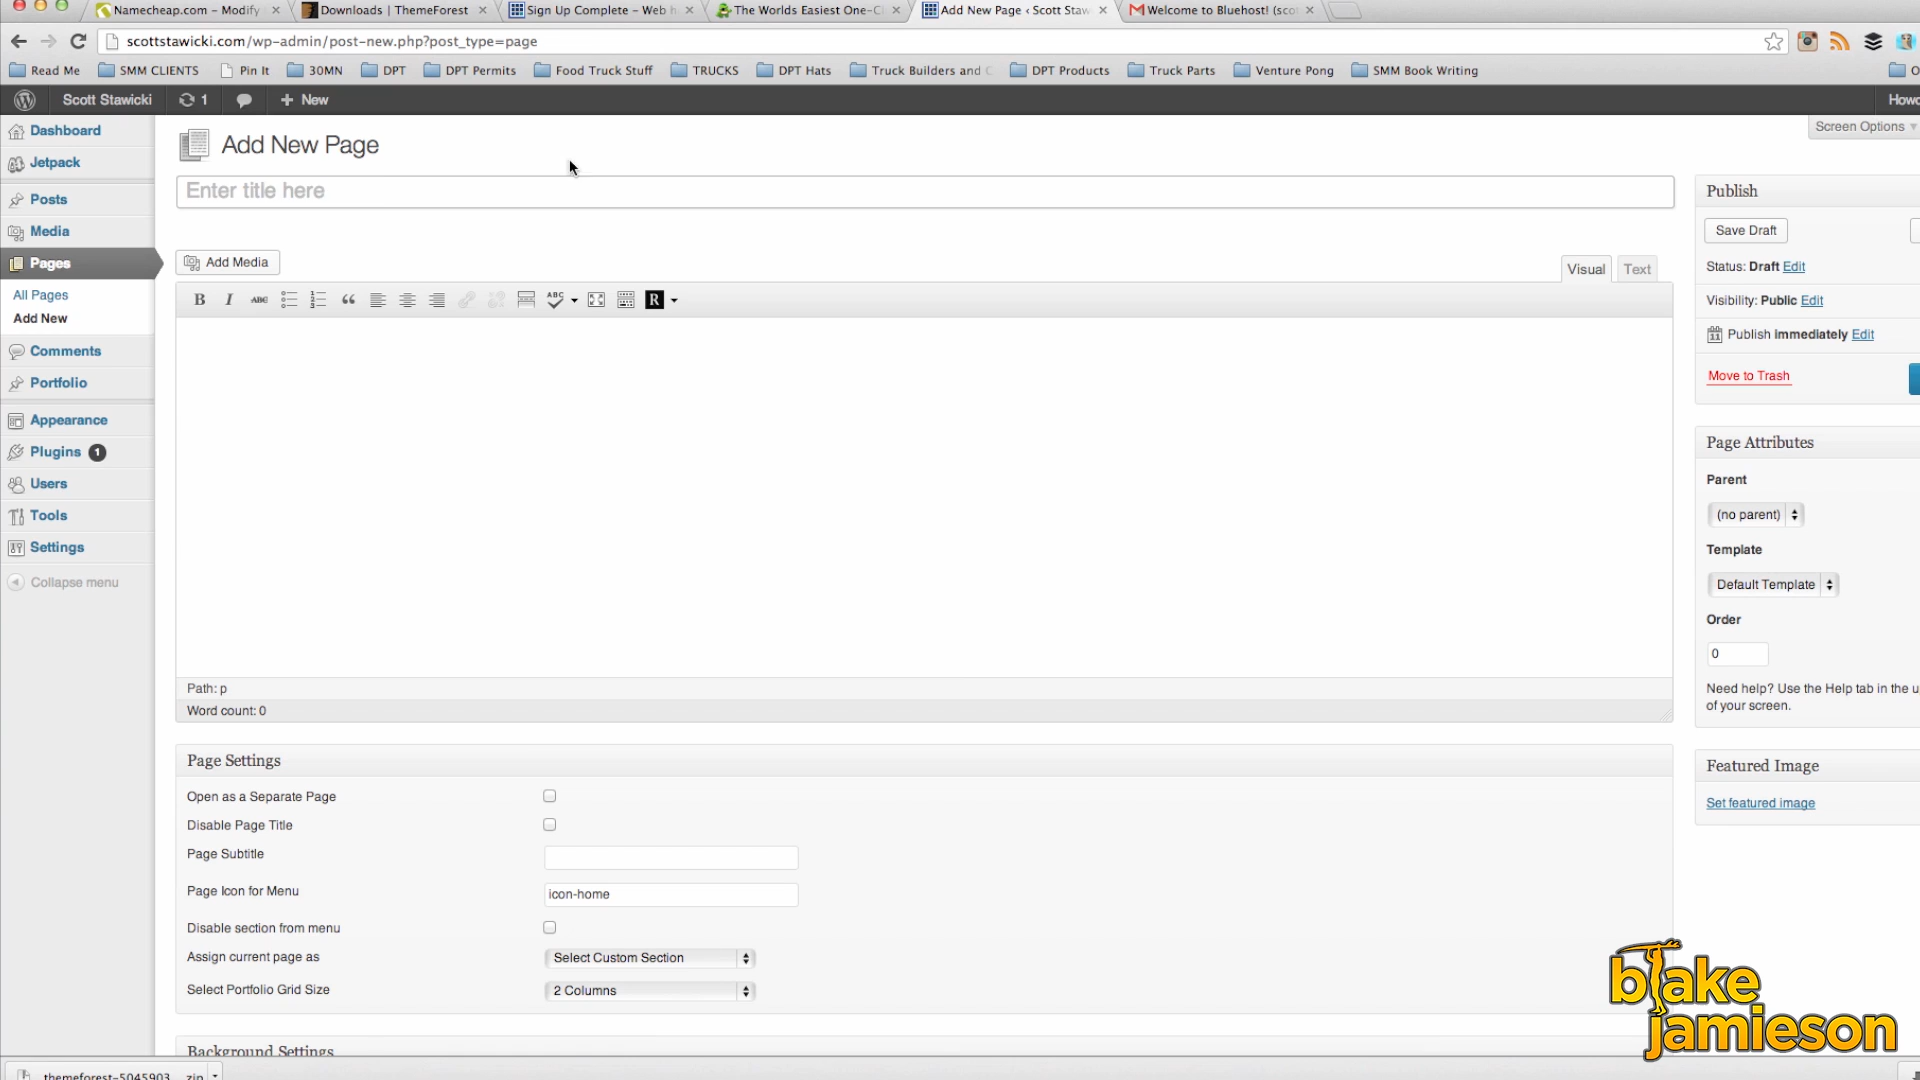 Namecheap.com – Modify
Downloads | ThemeForest
Sign Up Complete – Web h
The Worlds Easiest One-Cl
Add New Page ‹ Scott Staw
Welcome to Bluehost! (sco
scottstawicki.com/wp-admin/post-new.php?post_type=page
Read Me
SMM CLIENTS
Pin It
30MN
DPT
DPT Permits
Food Truck Stuff
TRUCKS
DPT Hats
Truck Builders and C
DPT Products
Truck Parts
Venture Pong
SMM Book Writing
O
Scott Stawicki
1
+ New
Howd
Screen Options
Dashboard
Jetpack
Posts
Media
Pages
All Pages
Add New
Comments
Portfolio
Appearance
Plugins 1
Users
Tools
Settings
Collapse menu
Add New Page
Enter title here
Add Media
Visual
Text
B I ABC
ABC
R
Path: p
Word count: 0
Page Settings
Open as a Separate Page
Disable Page Title
Page Subtitle
Page Icon for Menu
icon-home
Disable section from menu
Assign current page as
Select Custom Section
Select Portfolio Grid Size
2 Columns
Background Settings
Publish
Save Draft
Status: Draft Edit
Visibility: Public Edit
11
Publish immediately Edit
Move to Trash
Page Attributes
Parent
(no parent)
Template
Default Template
Order
0
Need help? Use the Help tab in the u
of your screen.
Featured Image
Set featured image
blake
jamieson
themeforest-5045903....zip